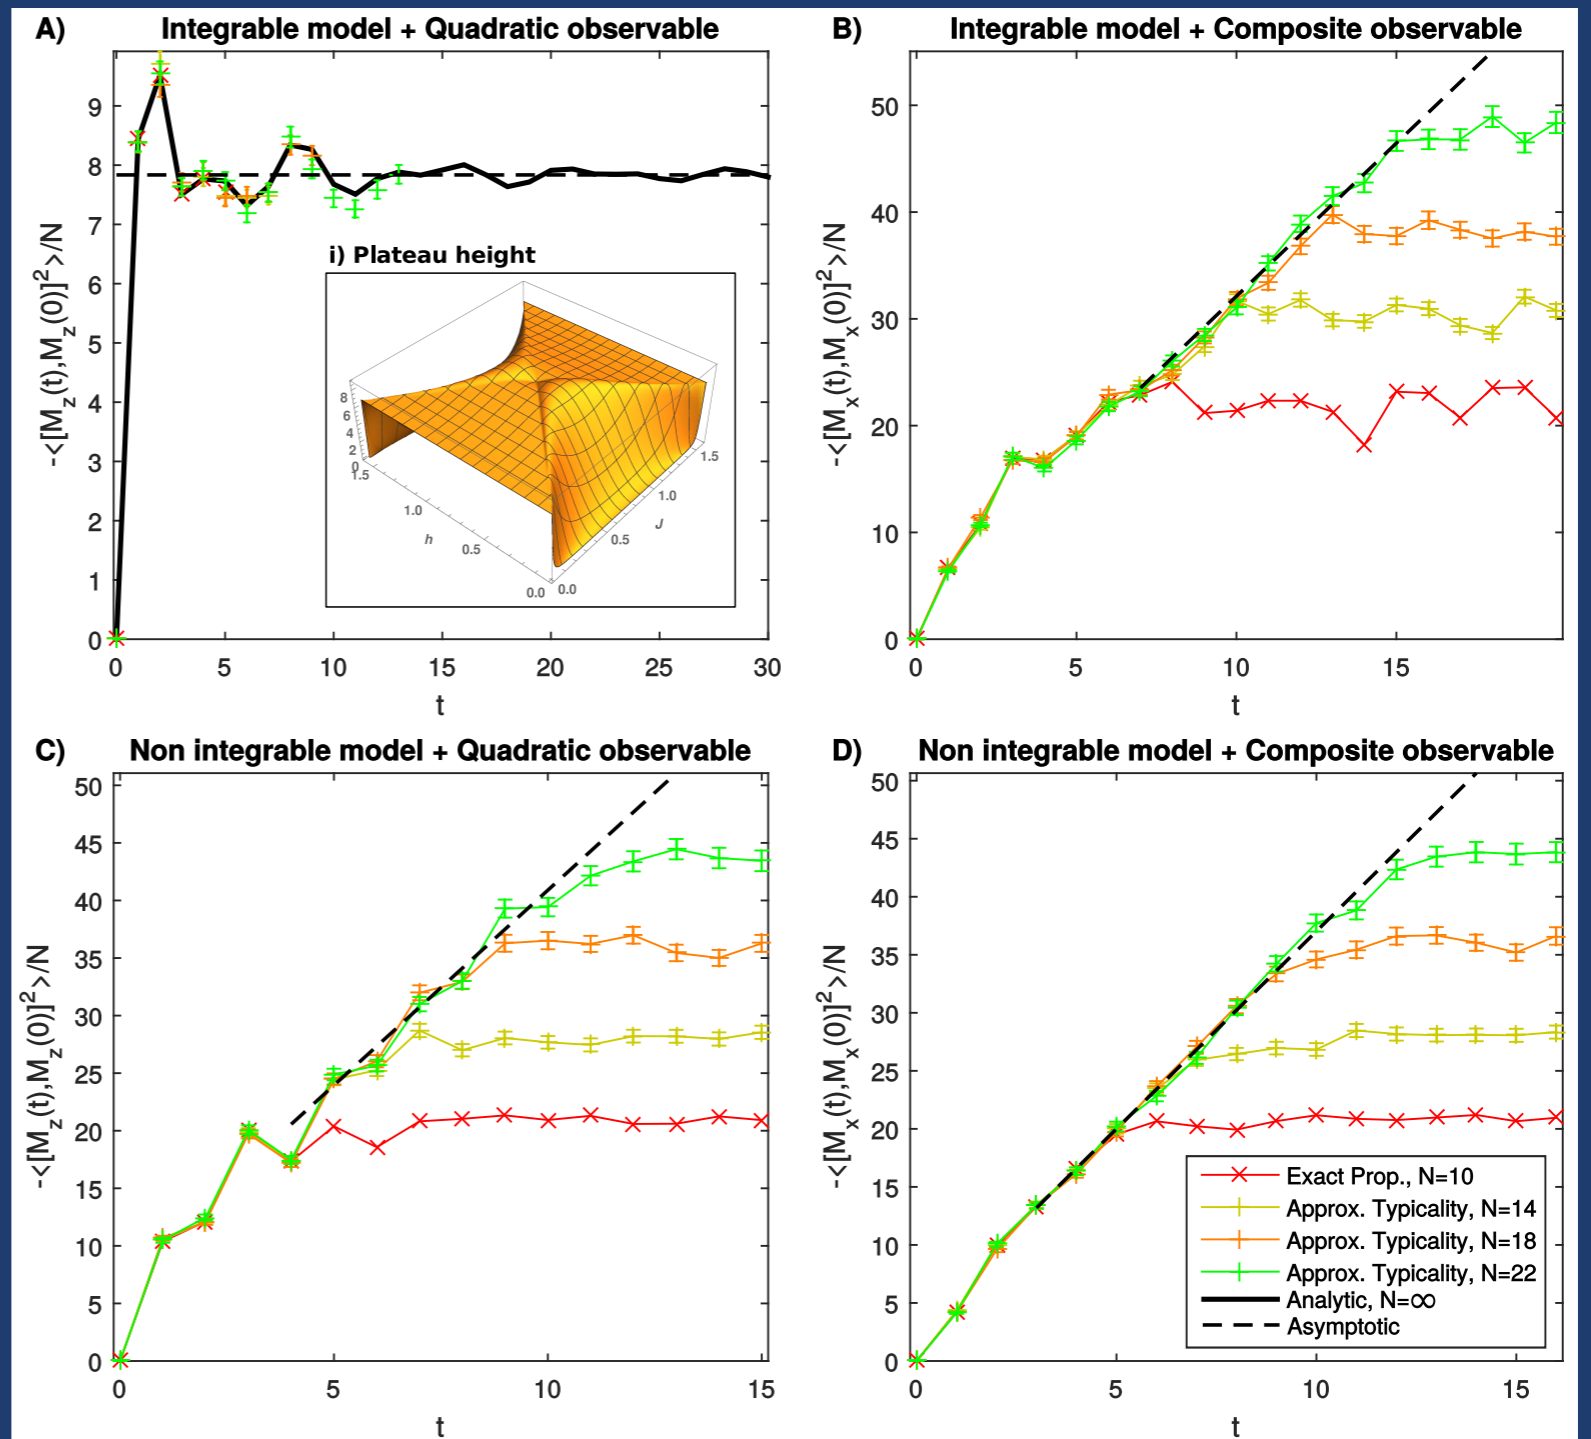 A) Integrable model + Quadratic observable
-<[M_z(t),M_z(0)]²>/N
9
8
7
6
5
4
3
2
1
0
0 5 10 15 20 25 30
t
i) Plateau height
8
6
4
2
0
1.5
1.0
h
0.5
0.0
0.0
0.5
J
1.0
1.5
B) Integrable model + Composite observable
-<[M_x(t),M_x(0)]²>/N
50
40
30
20
10
0
0 5 10 15
t
C) Non integrable model + Quadratic observable
-<[M_z(t),M_z(0)]²>/N
50
45
40
35
30
25
20
15
10
5
0
0 5 10 15
t
D) Non integrable model + Composite observable
-<[M_x(t),M_x(0)]²>/N
50
45
40
35
30
25
20
15
10
5
0
0 5 10 15
t
Exact Prop., N=10
Approx. Typicality, N=14
Approx. Typicality, N=18
Approx. Typicality, N=22
Analytic, N=∞
Asymptotic